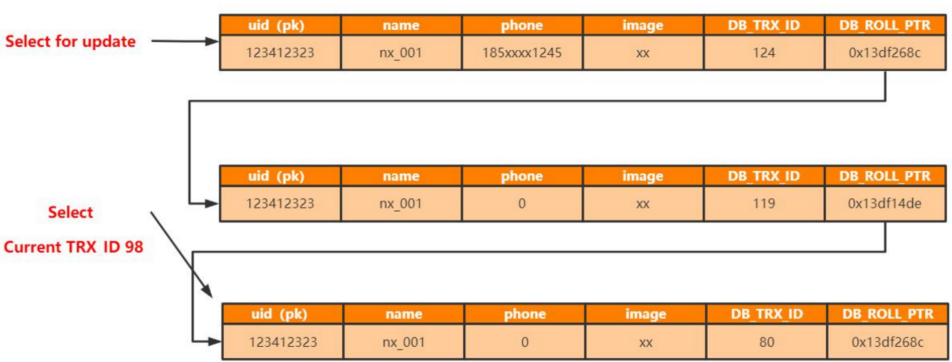 uid (pk) name phone image DB_TRX_ID DB_ROLL_PTR
Select for update
123412323 nx_001 185xxxx1245 xx 124 0x13df268c
uid (pk) name phone image DB_TRX_ID DB_ROLL_PTR
123412323 nx_001 0 xx 119 0x13df14de
Select
Current TRX ID 98
uid (pk) name phone image DB_TRX_ID DB_ROLL_PTR
123412323 nx_001 0 xx 80 0x13df268c